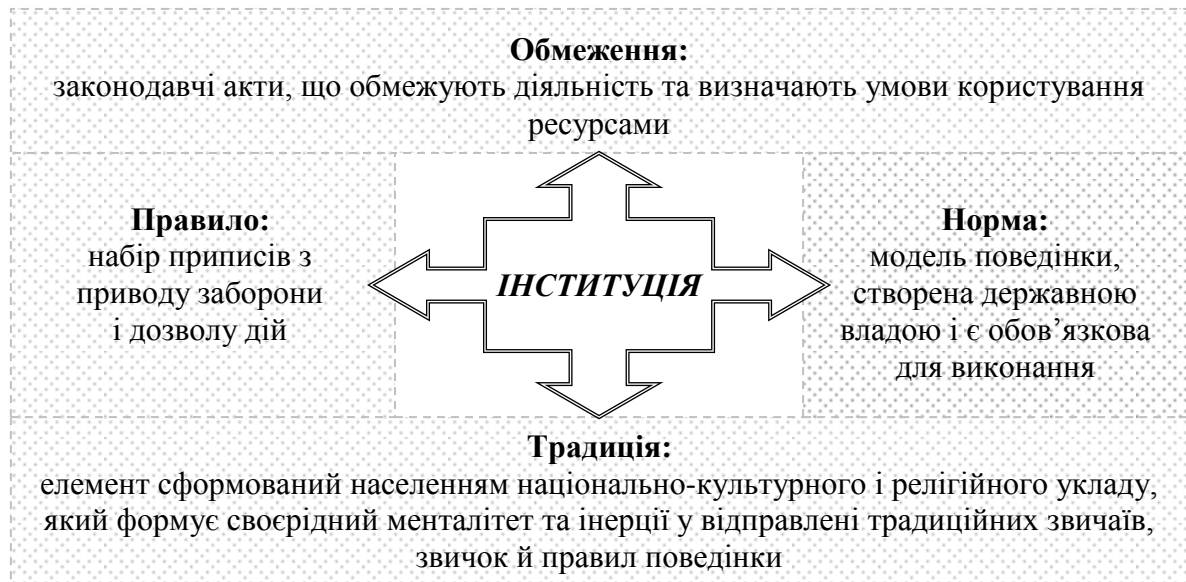 Обмеження:
законодавчі акти, що обмежують діяльність та визначають умови користування
ресурсами
Правило:
набір приписів з
приводу заборони
і дозволу дій
ІНСТИТУЦІЯ
Норма:
модель поведінки,
створена державною
владою і є обов’язкова
для виконання
Традиція:
елемент сформований населенням національно-культурного і релігійного укладу,
який формує своєрідний менталітет та інерції у відправлені традиційних звичаїв,
звичок й правил поведінки